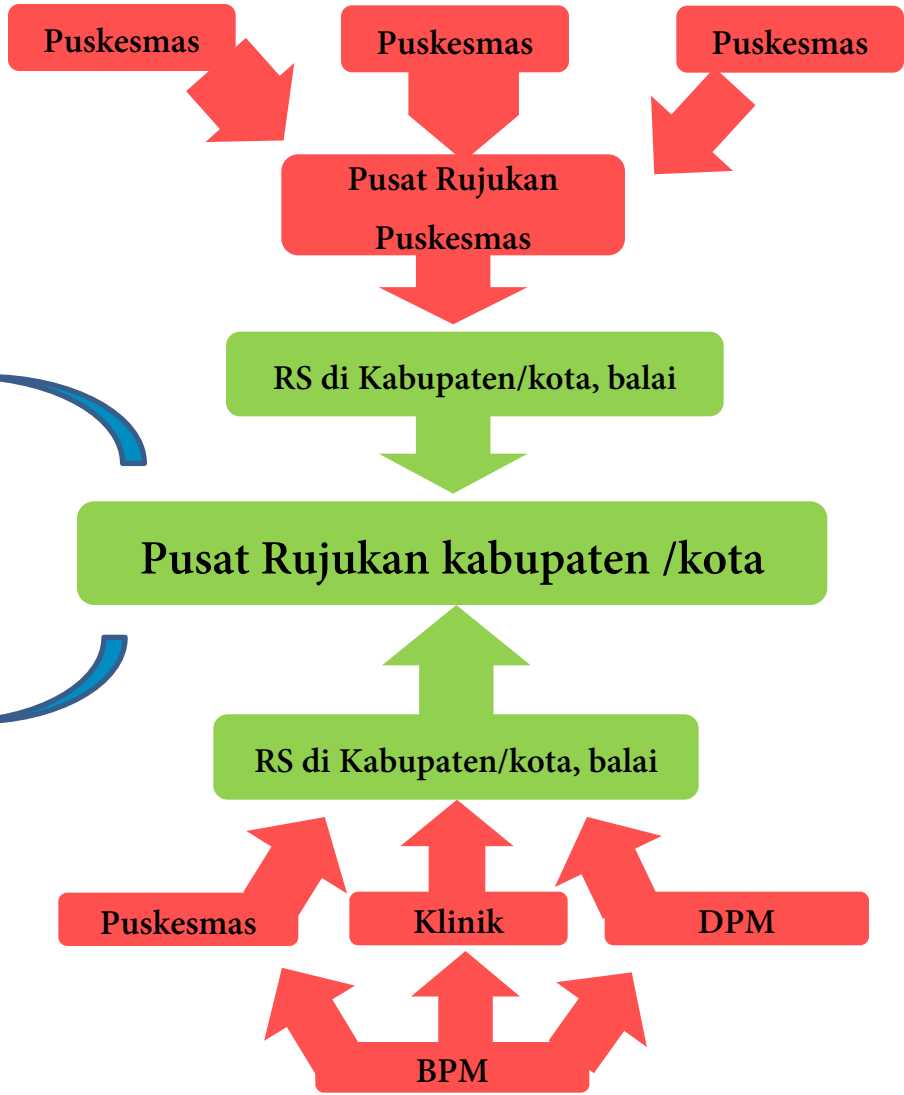 Puskesmas
Puskesmas
Puskesmas
Pusat Rujukan
Puskesmas
RS di Kabupaten/kota, balai
Pusat Rujukan kabupaten /kota
RS di Kabupaten/kota, balai
Puskesmas
Klinik
DPM
BPM